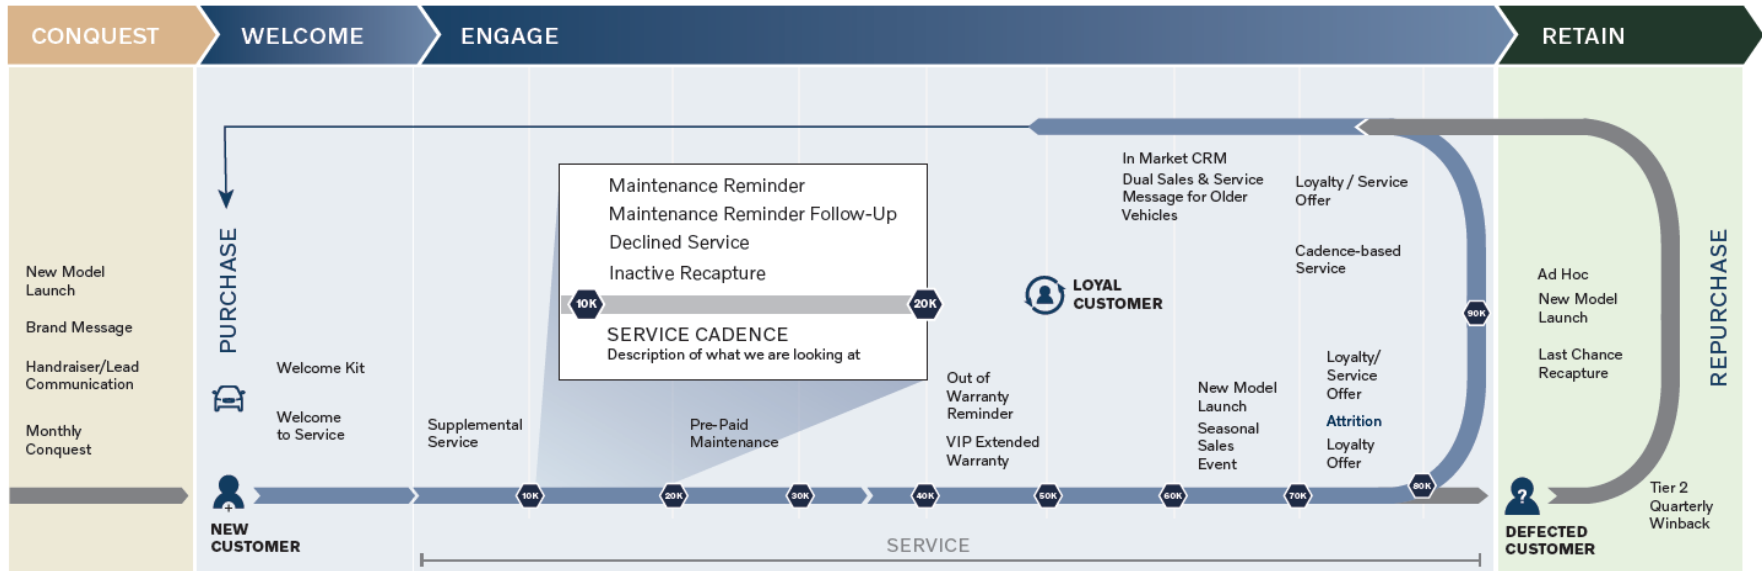 CONQUEST
WELCOME
ENGAGE
RETAIN
New Model
Launch
Brand Message
Handraiser/Lead
Communication
Monthly
Conquest
PURCHASE
NEW
CUSTOMER
Welcome Kit
Welcome
to Service
Supplemental
Service
Maintenance Reminder
Maintenance Reminder Follow-Up
Declined Service
Inactive Recapture
10K
20K
SERVICE CADENCE
Description of what we are looking at
Pre-Paid
Maintenance
Out of
Warranty
Reminder
VIP Extended
Warranty
LOYAL
CUSTOMER
In Market CRM
Dual Sales & Service
Message for Older
Vehicles
Loyalty / Service
Offer
Cadence-based
Service
New Model
Launch
Seasonal
Sales
Event
Loyalty/
Service
Offer
Attrition
Loyalty
Offer
10K
20K
30K
40K
50K
60K
70K
80K
90K
SERVICE
?
DEFECTED
CUSTOMER
Ad Hoc
New Model
Launch
Last Chance
Recapture
Tier 2
Quarterly
Winback
REPURCHASE